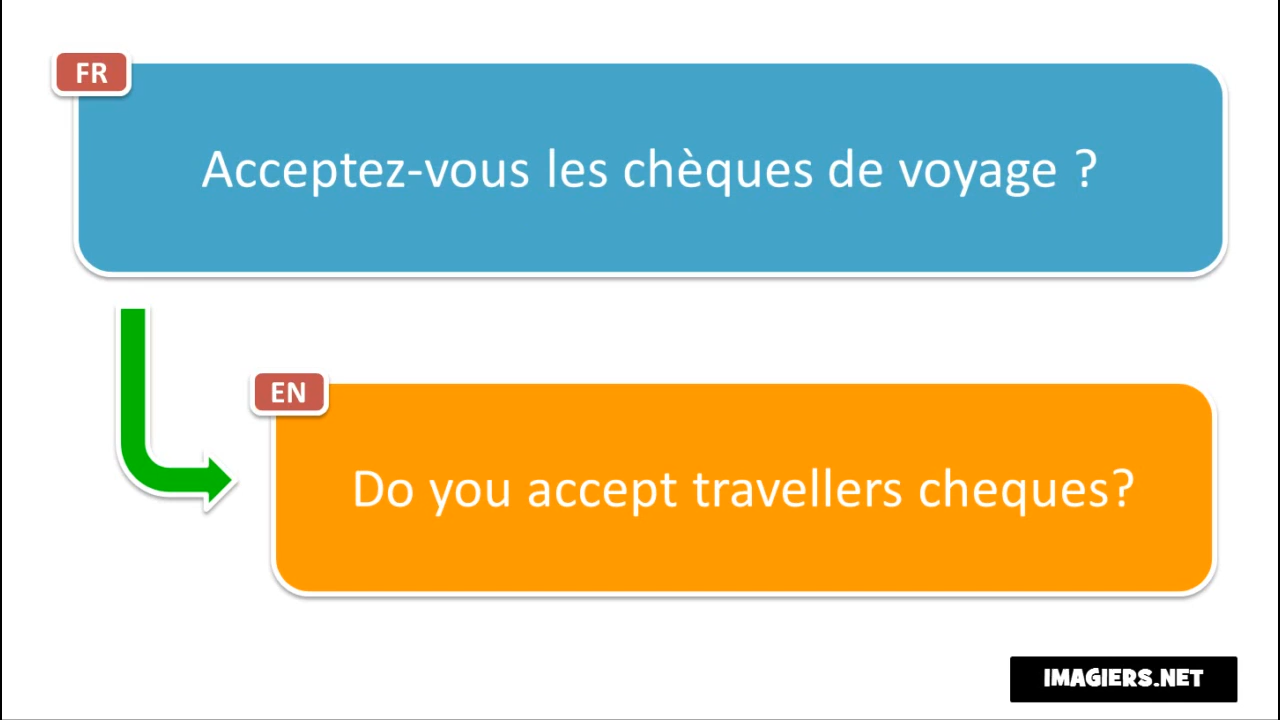 FR
Acceptez-vous les chèques de voyage ?
EN
Do you accept travellers cheques?
IMAGIERS.NET